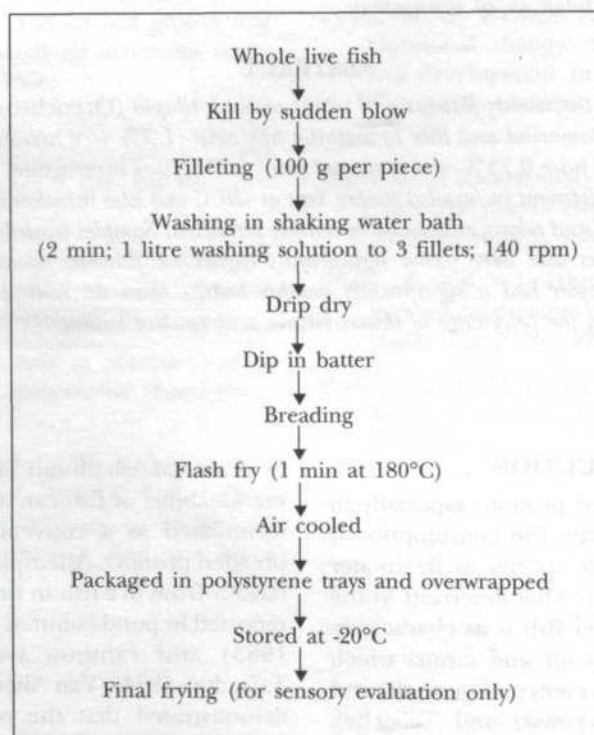 Whole live fish
Kill by sudden blow
Filleting (100 g per piece)
Washing in shaking water bath
(2 min; 1 litre washing solution to 3 fillets; 140 rpm)
Drip dry
Dip in batter
Breading
Flash fry (1 min at 180°C)
Air cooled
Packaged in polystyrene trays and overwrapped
Stored at -20°C
Final frying (for sensory evaluation only)